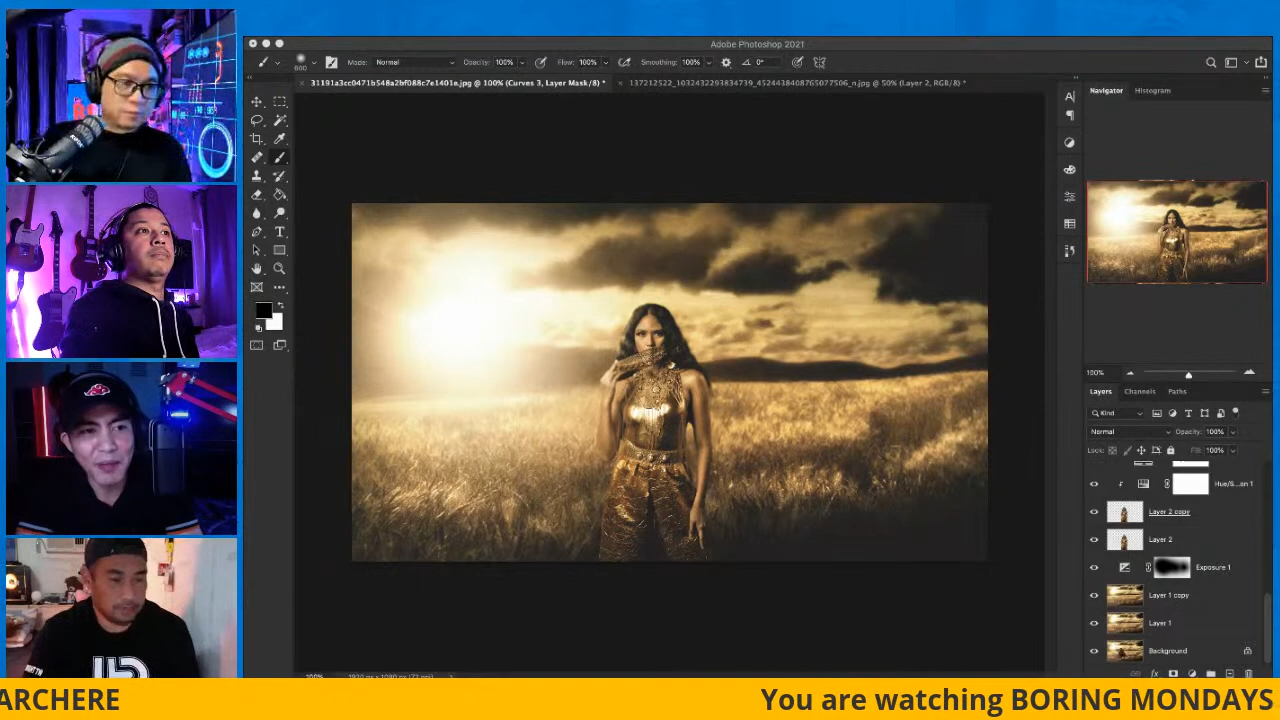 Adobe Photoshop 2021
Mode: Normal Opacity: 100% Flow: 100% Smoothing: 100% 0°
600
31191a3cc0471b548a2bf088c7e1401e.jpg @ 100% (Curves 3, Layer Mask/8) *
137212522_1032432293834739_4524438408765077506_n.jpg @ 50% (Layer 2, RGB/8) *
Navigator Histogram
100%
Layers Channels Paths
Kind
Normal Opacity: 100%
Lock: 100%
Hue/S...on 1
Layer 2 copy
Layer 2
Exposure 1
Layer 1 copy
Layer 1
Background
100%
ARCHERE You are watching BORING MONDAYS